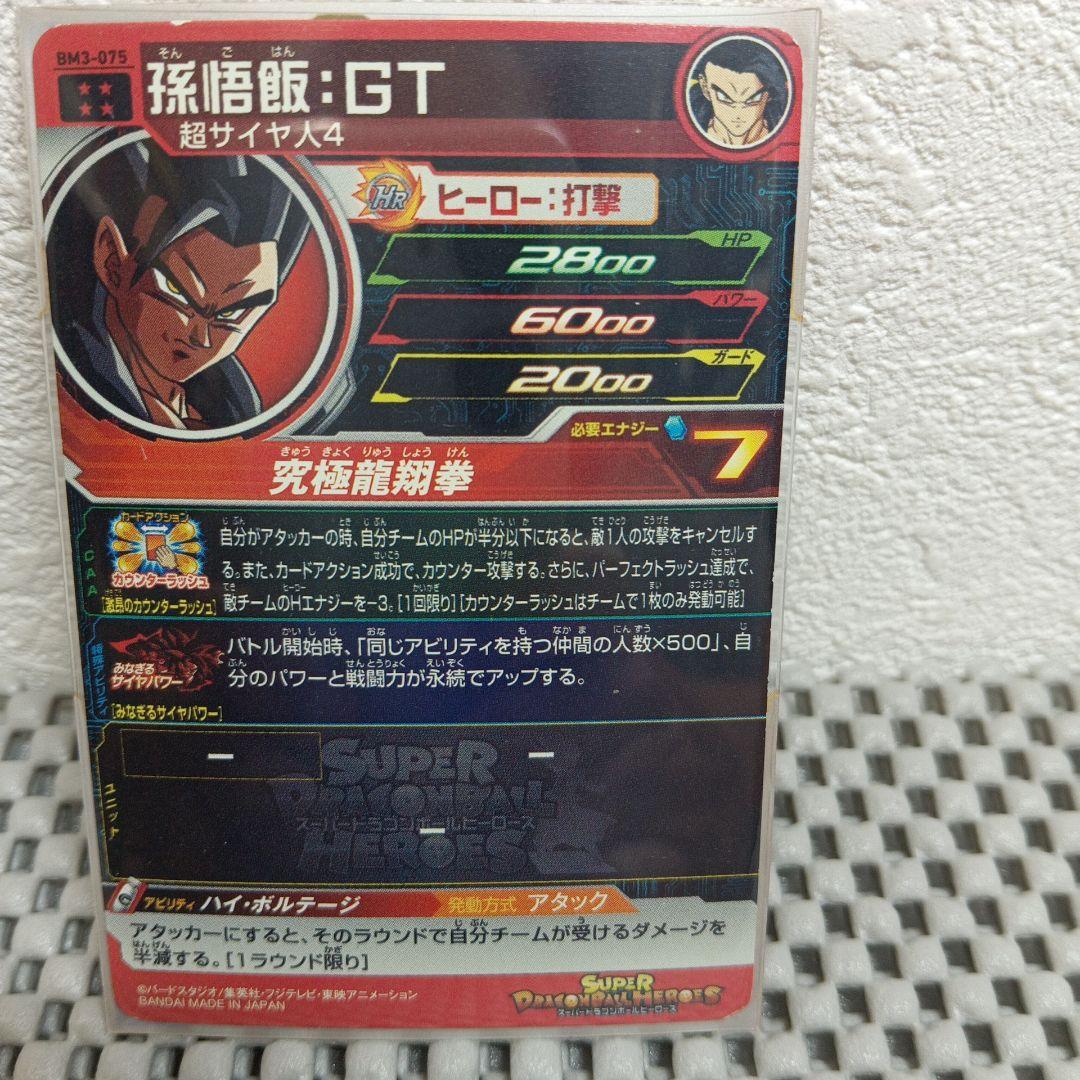 BM3-075
そん ご はん
孫悟飯:GT
超サイヤ人4
HR ヒーロー:打撃
HP
2800
パワー
6000
ガード
2000
必要エナジー 7
きゅう きょく りゅう しょう けん
究極龍翔拳
CAA
カードアクション
カウンターラッシュ
[激昂のカウンターラッシュ]
自分がアタッカーの時、自分チームのHPが半分以下になると、敵1人の攻撃をキャンセルす
る。また、カードアクション成功で、カウンター攻撃する。さらに、パーフェクトラッシュ達成で、
敵チームのHエナジーを-3。[1回限り][カウンターラッシュはチームで1枚のみ発動可能]
特殊アビリティ
みなぎる
サイヤパワー
[みなぎるサイヤパワー]
バトル開始時、「同じアビリティを持つ仲間の人数×500」、自
分のパワーと戦闘力が永続でアップする。
ユニット
ー
ー
ー
SUPER
DRAGONBALL
スーパードラゴンボールヒーローズ
HEROES
アビリティ ハイ・ボルテージ 発動方式 アタック
アタッカーにすると、そのラウンドで自分チームが受けるダメージを
半減する。[1ラウンド限り]
©バードスタジオ/集英社・フジテレビ・東映アニメーション
BANDAI MADE IN JAPAN
SUPER
DRAGONBALL HEROES
スーパードラゴンボールヒーローズ